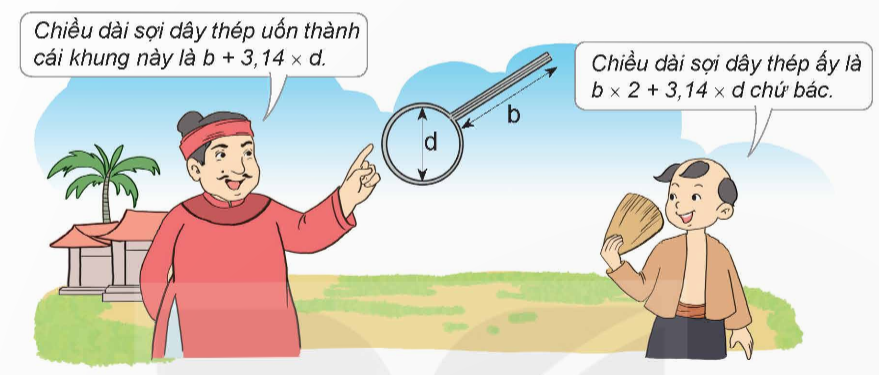 Chiều dài sợi dây thép uốn thành
cái khung này là b + 3,14 × d.
Chiều dài sợi dây thép ấy là
b × 2 + 3,14 × d chứ bác.
d
b